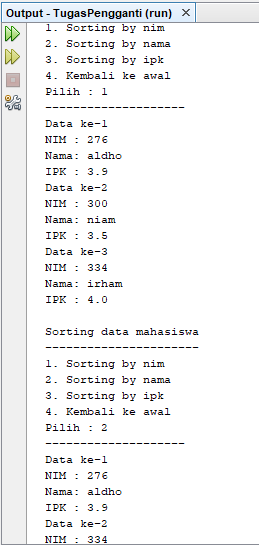 Output - TugasPengganti (run) ×
1. Sorting by nim
2. Sorting by nama
3. Sorting by ipk
4. Kembali ke awal
Pilih : 1
--------------------
Data ke-1
NIM : 276
Nama: aldho
IPK : 3.9
Data ke-2
NIM : 300
Nama: niam
IPK : 3.5
Data ke-3
NIM : 334
Nama: irham
IPK : 4.0
Sorting data mahasiswa
----------------------
1. Sorting by nim
2. Sorting by nama
3. Sorting by ipk
4. Kembali ke awal
Pilih : 2
--------------------
Data ke-1
NIM : 276
Nama: aldho
IPK : 3.9
Data ke-2
NIM : 334